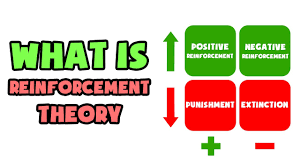 WHAT IS
REINFORCEMENT
THEORY
POSITIVE
REINFORCEMENT
NEGATIVE
REINFORCEMENT
PUNISHMENT
EXTINCTION
+ -